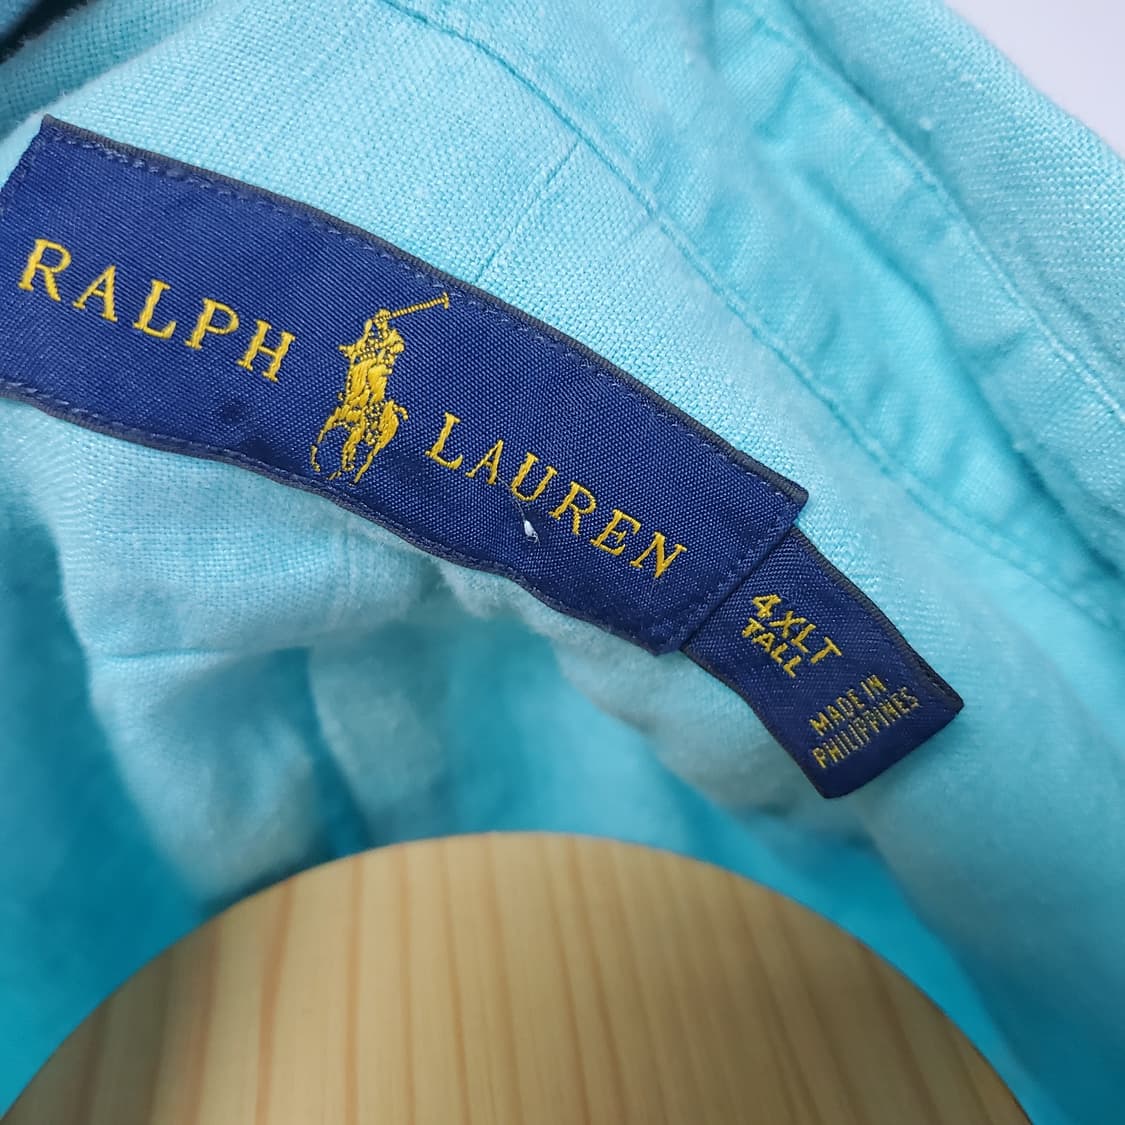 RALPH LAUREN
4XLT
TALL
MADE IN
PHILIPPINES